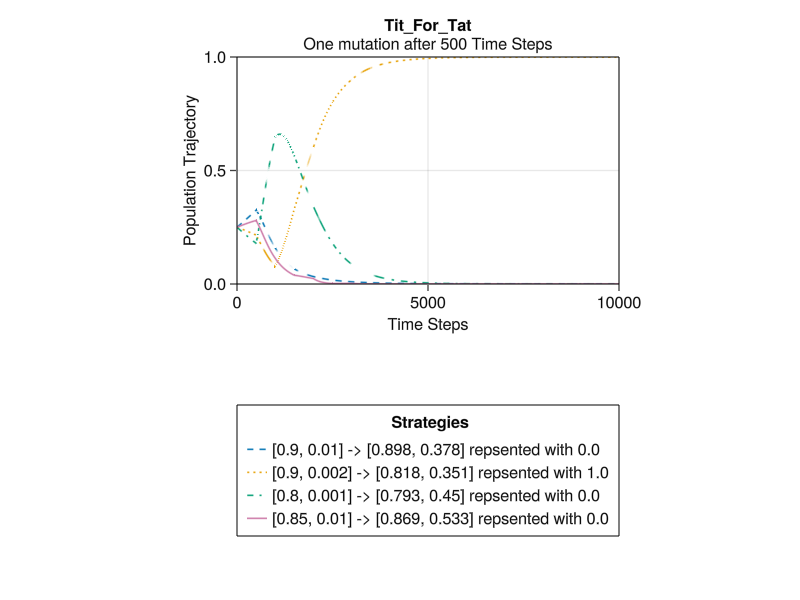 Tit_For_Tat
One mutation after 500 Time Steps
Population Trajectory
1.0
0.5
0.0
0
5000
10000
Time Steps
Strategies
[0.9, 0.01] -> [0.898, 0.378] repsented with 0.0
[0.9, 0.002] -> [0.818, 0.351] repsented with 1.0
[0.8, 0.001] -> [0.793, 0.45] repsented with 0.0
[0.85, 0.01] -> [0.869, 0.533] repsented with 0.0